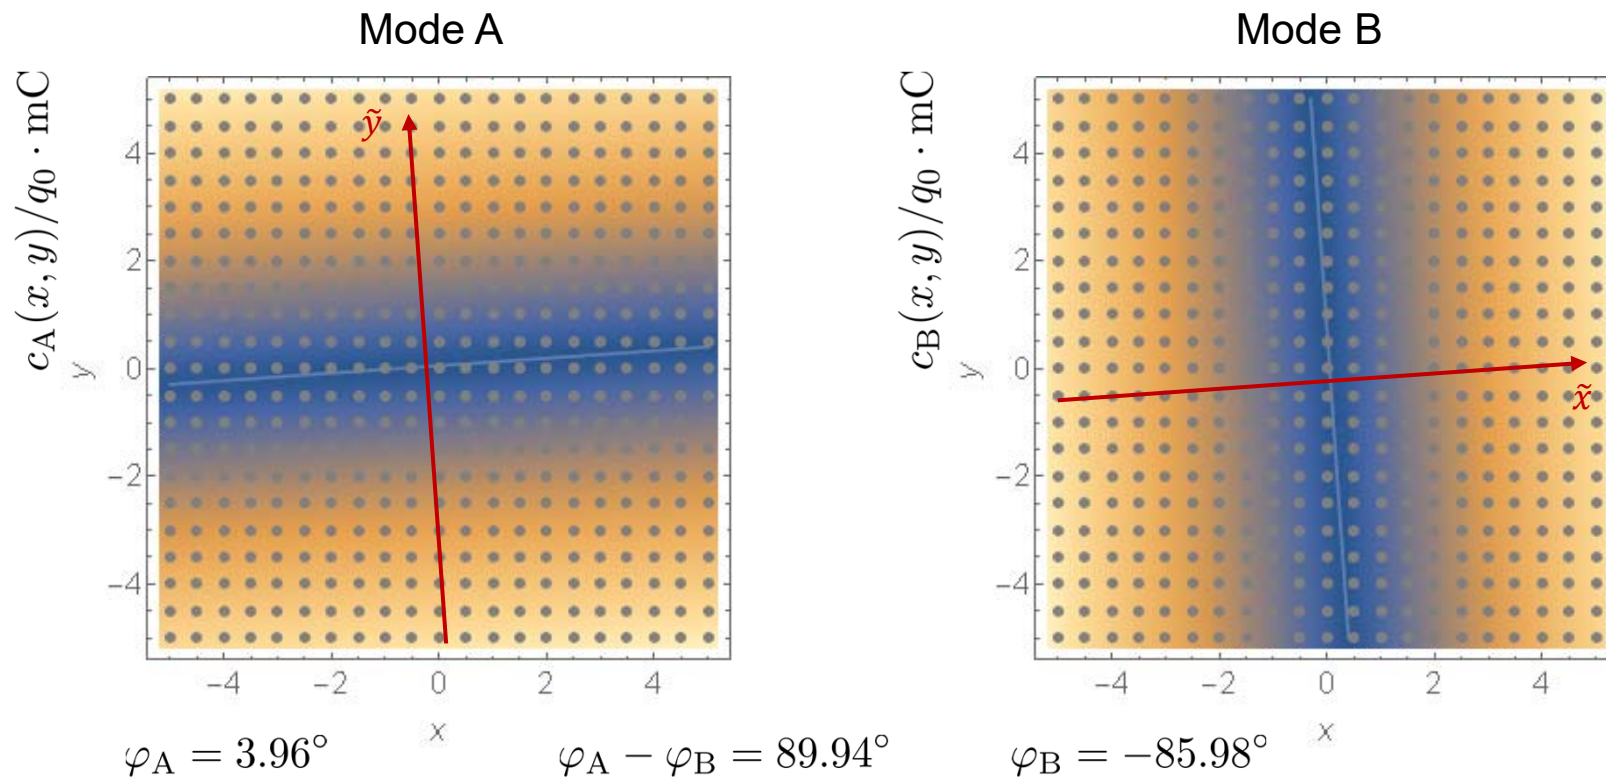 Mode A
Mode B
c_A(x, y)/q_0 · mC
y
4
2
0
−2
−4
ỹ
−4
−2
0
2
4
x
c_B(x, y)/q_0 · mC
y
4
2
0
−2
−4
x̃
−4
−2
0
2
4
x
φ_A = 3.96°
φ_A − φ_B = 89.94°
φ_B = −85.98°